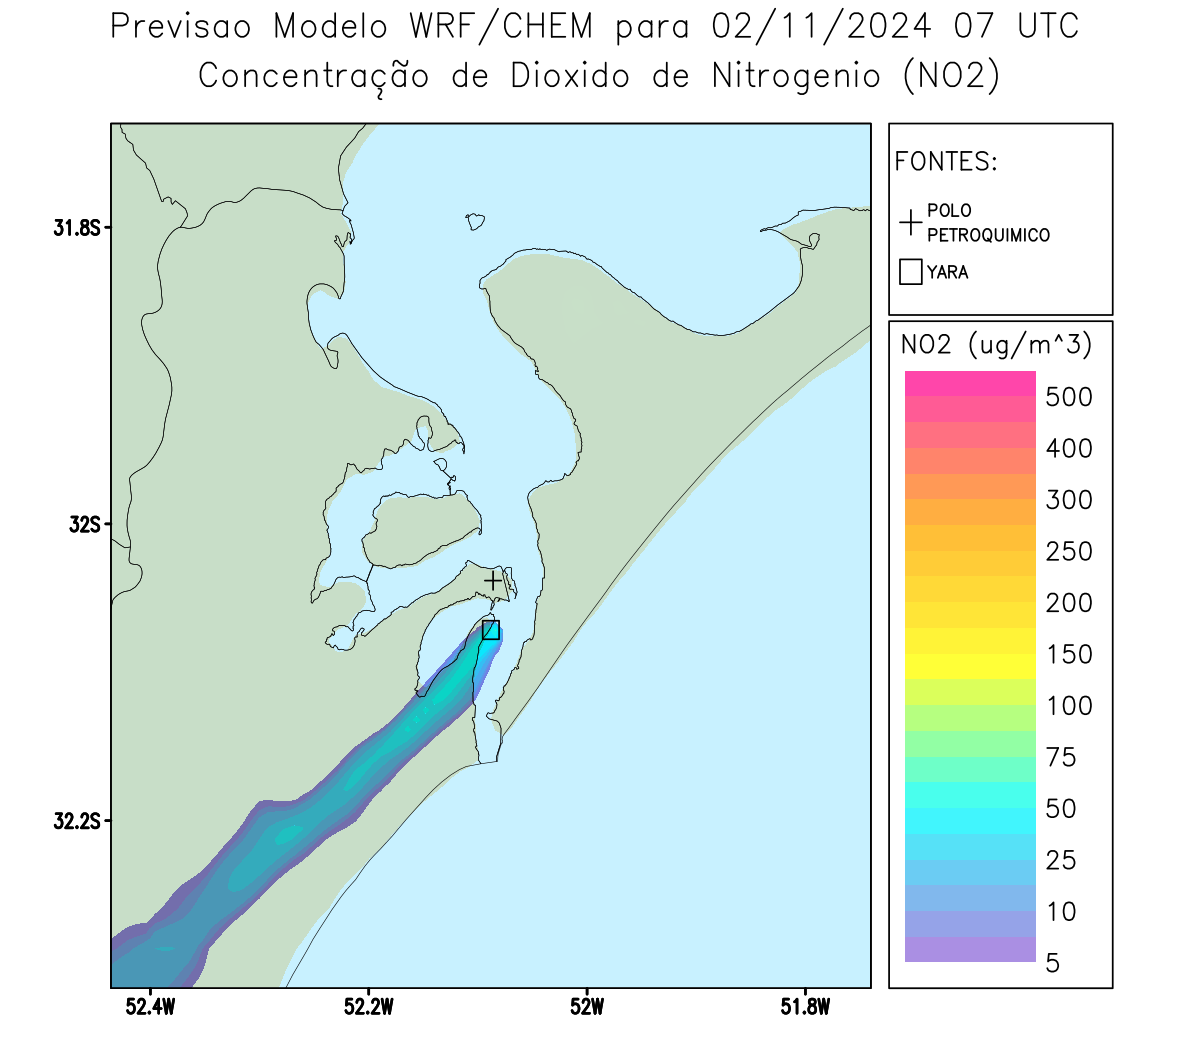 Previsao Modelo WRF/CHEM para 02/11/2024 07 UTC
Concentração de Dioxido de Nitrogenio (NO2)
FONTES:
POLO
PETROQUIMICO
YARA
31.8S
32S
32.2S
52.4W
52.2W
52W
51.8W
NO2 (ug/m^3)
500
400
300
250
200
150
100
75
50
25
10
5